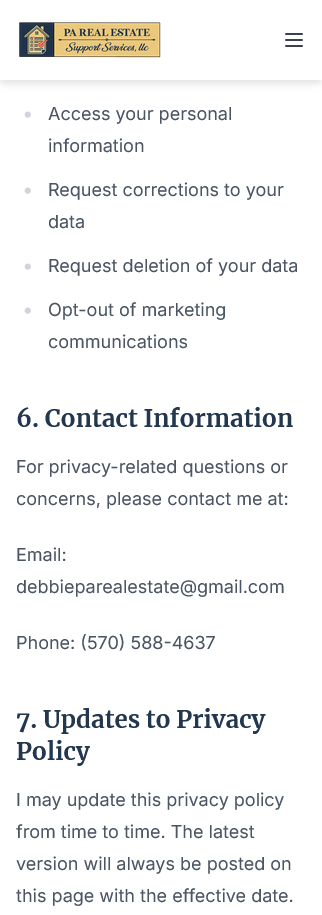 PA REAL ESTATE
Support Services, llc
Access your personal
information
Request corrections to your
data
Request deletion of your data
Opt-out of marketing
communications
6. Contact Information
For privacy-related questions or
concerns, please contact me at:
Email:
debbieparealestate@gmail.com
Phone: (570) 588-4637
7. Updates to Privacy
Policy
I may update this privacy policy
from time to time. The latest
version will always be posted on
this page with the effective date.